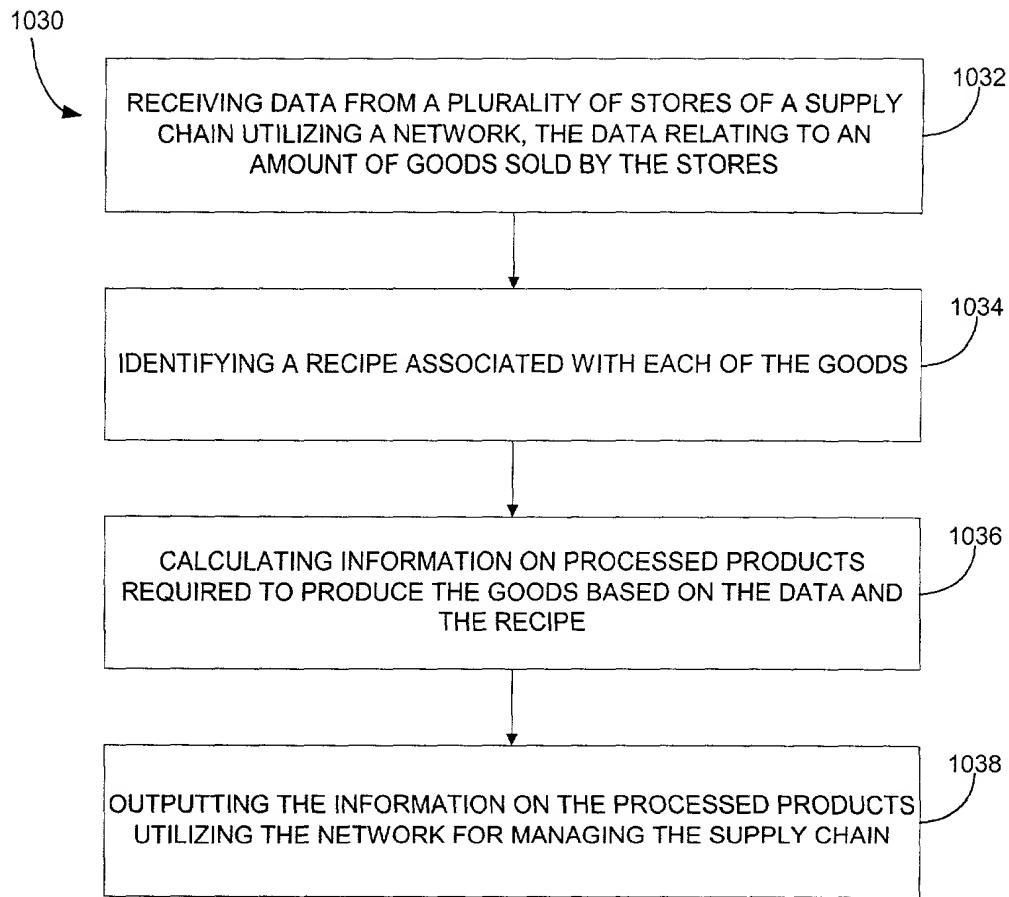 1030
1032
RECEIVING DATA FROM A PLURALITY OF STORES OF A SUPPLY
CHAIN UTILIZING A NETWORK, THE DATA RELATING TO AN
AMOUNT OF GOODS SOLD BY THE STORES
1034
IDENTIFYING A RECIPE ASSOCIATED WITH EACH OF THE GOODS
1036
CALCULATING INFORMATION ON PROCESSED PRODUCTS
REQUIRED TO PRODUCE THE GOODS BASED ON THE DATA AND
THE RECIPE
1038
OUTPUTTING THE INFORMATION ON THE PROCESSED PRODUCTS
UTILIZING THE NETWORK FOR MANAGING THE SUPPLY CHAIN